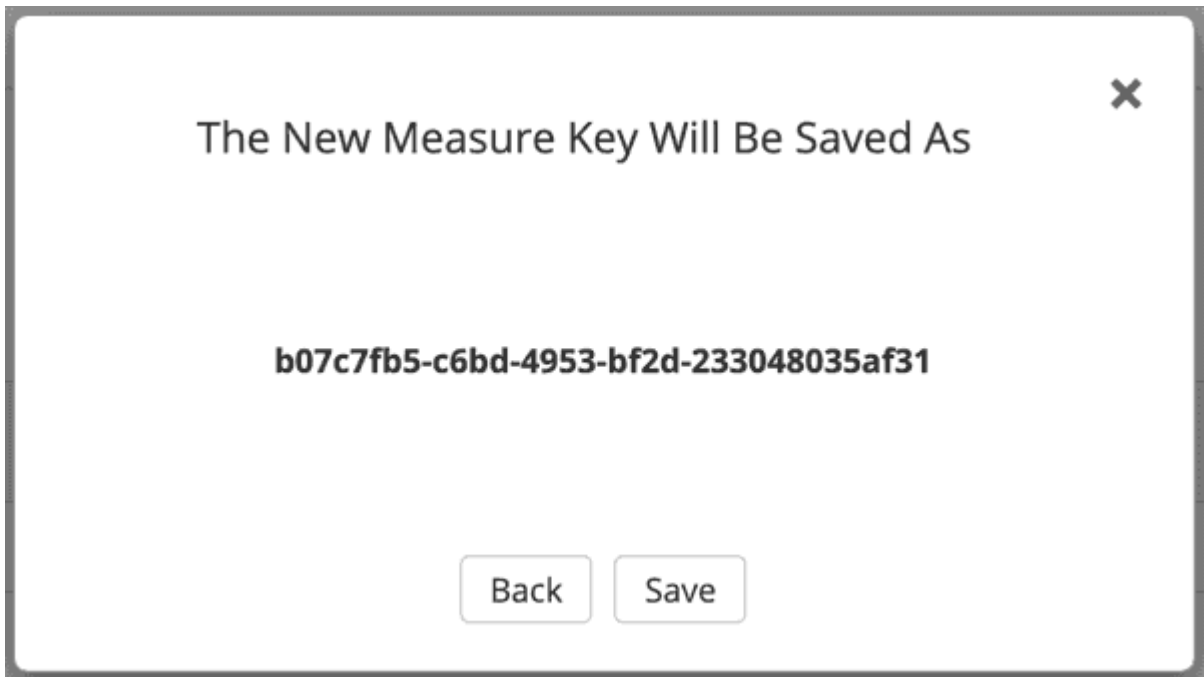 The New Measure Key Will Be Saved As
b07c7fb5-c6bd-4953-bf2d-233048035af31
Back
Save